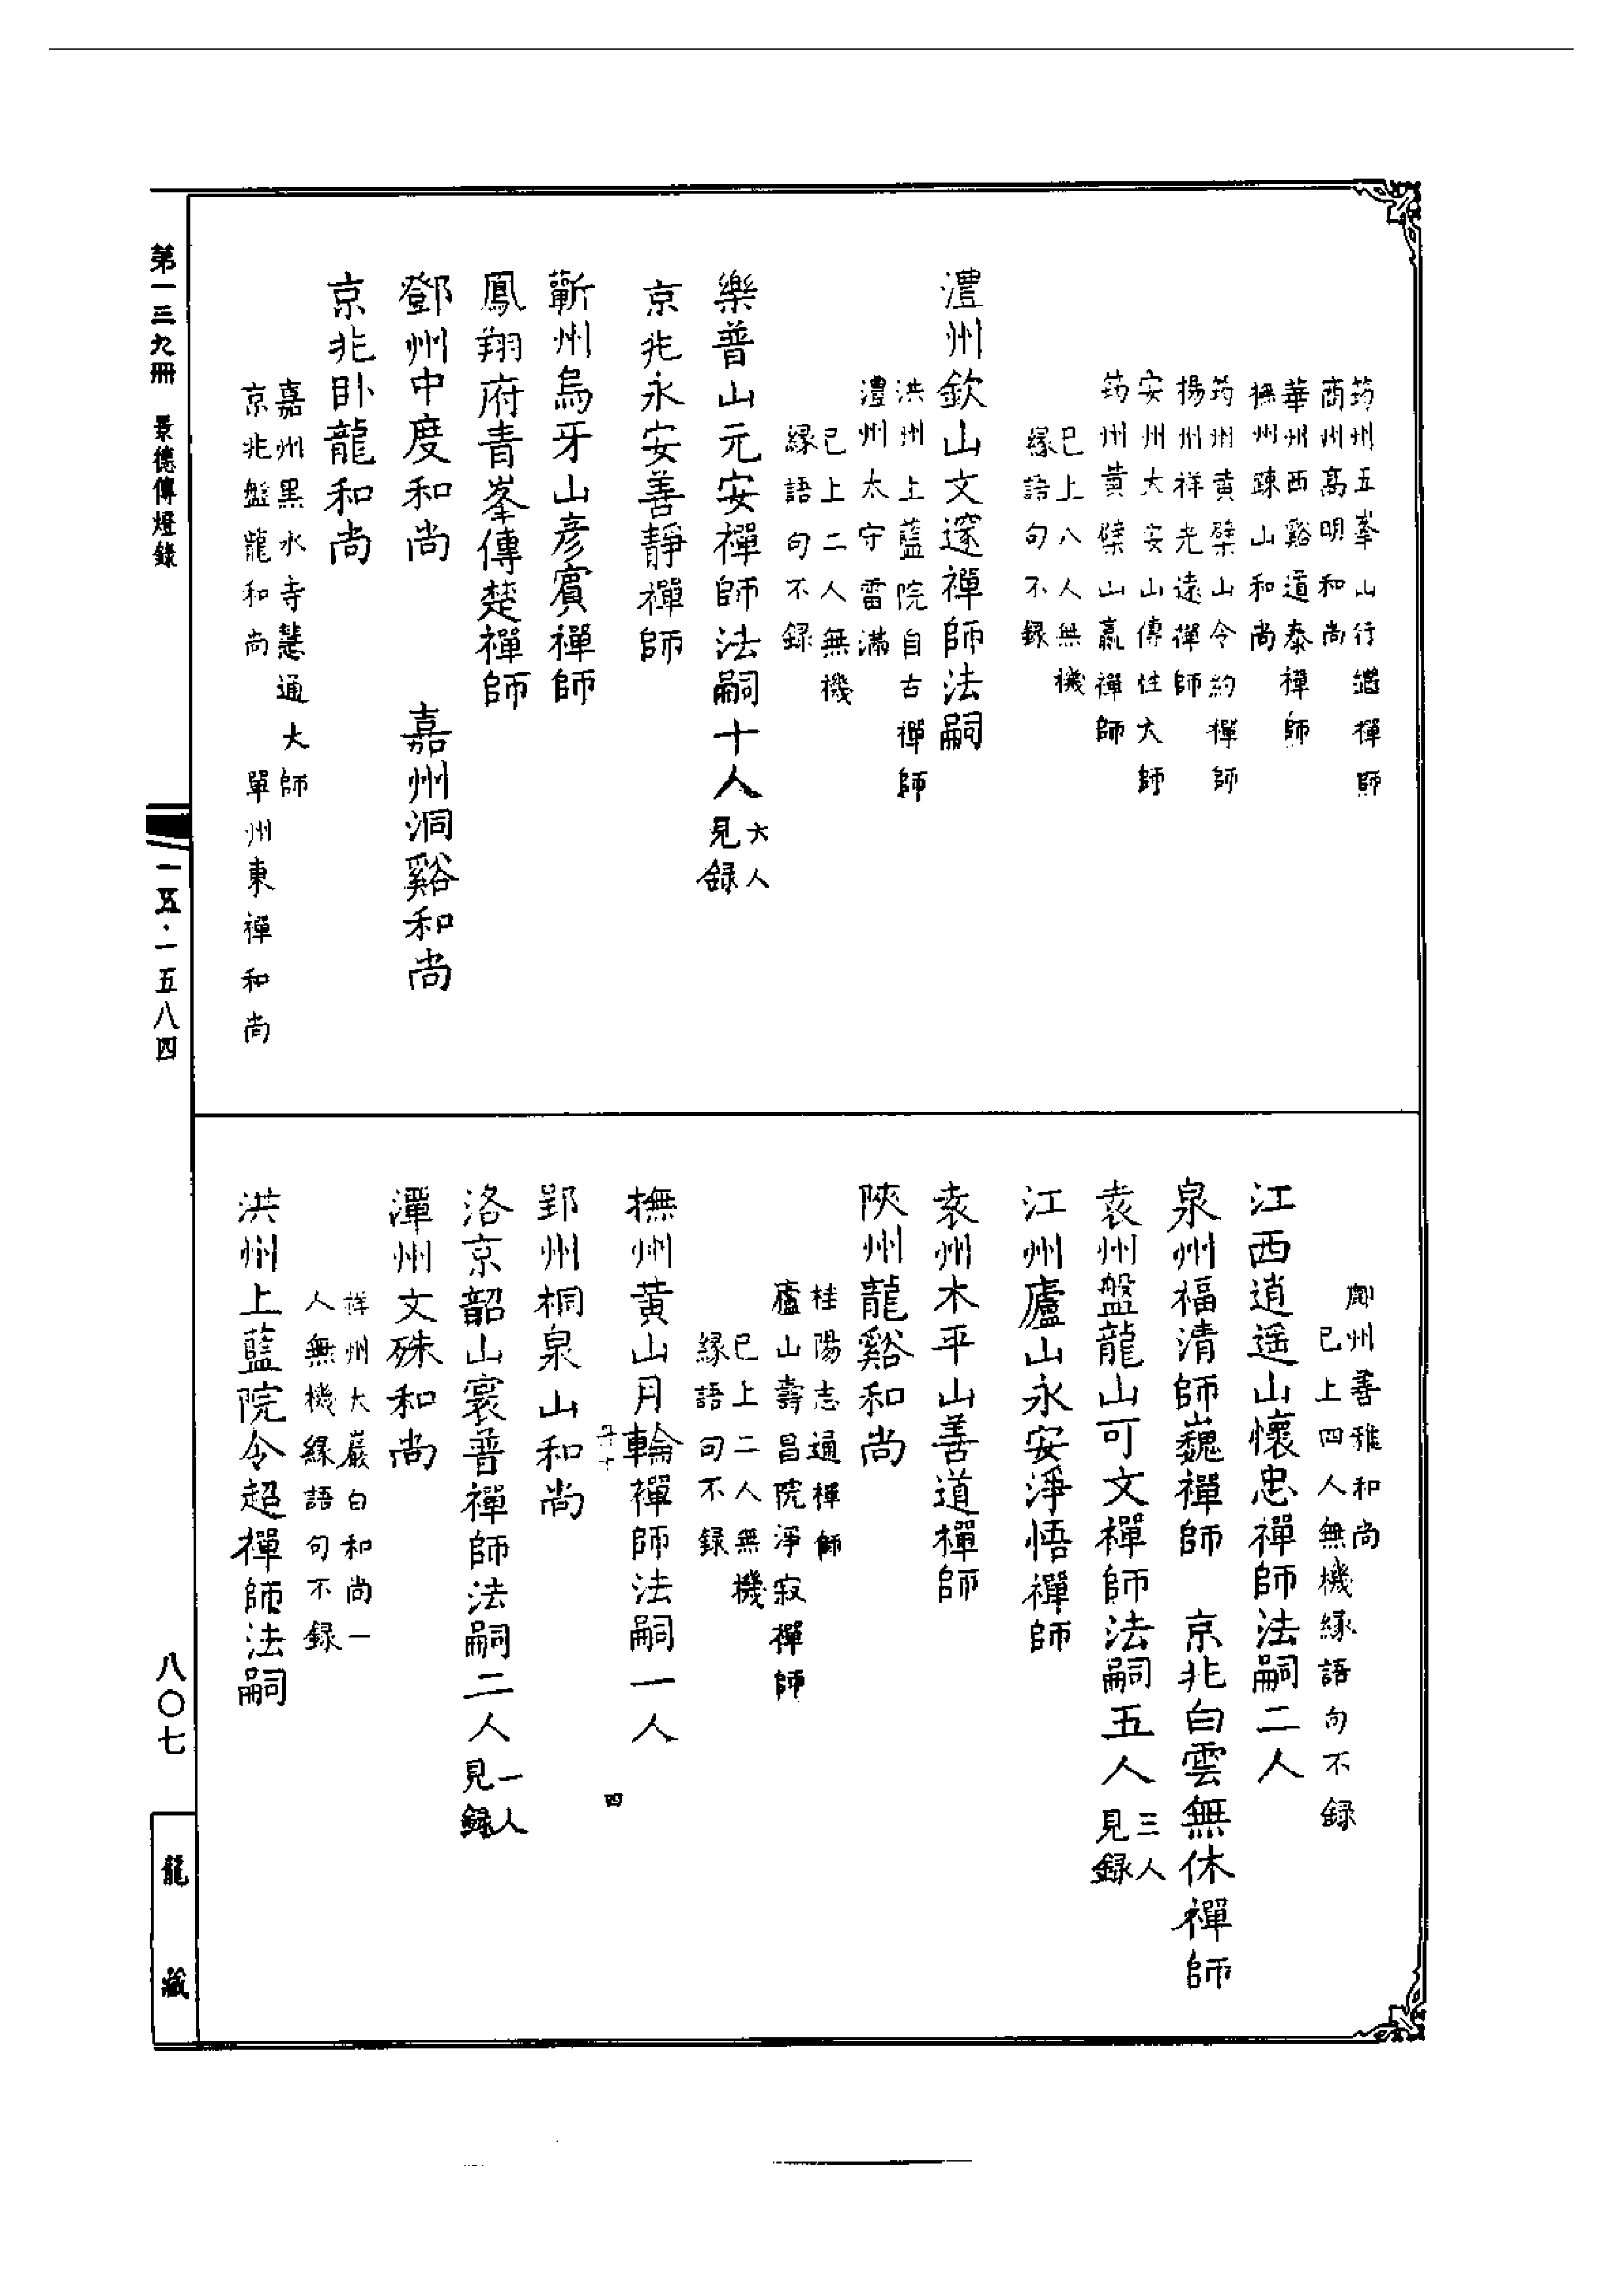 筠州五峯山行繼禪師
商州高明和尚
華州西谿道泰禪師
撫州疎山和尚
筠州黄檗山令約禪師
揚州祥光遠禪師
安州大安山傳性大師
筠州黄檗山羸禪師
已上八人無機
緣語句不録
澧州欽山文邃禪師法嗣
洪州上藍院自古禪師
澧州太守雷滿
已上二人無機
緣語句不録
樂普山元安禪師法嗣十人六人
見録
京兆永安善靜禪師
蘄州烏牙山彦賓禪師
鳳翔府青峯傳楚禪師
鄧州中度和尚 嘉州洞谿和尚
京兆卧龍和尚
嘉州黑水寺慧通大師
京兆盤龍和尚 單州東禪和尚
鄜州善雅和尚
已上四人無機緣語句不録
江西逍遥山懷忠禪師法嗣二人
泉州福清師巍禪師 京兆白雲無休禪師
袁州盤龍山可文禪師法嗣五人三人
見録
江州廬山永安淨悟禪師
袁州木平山善道禪師
陝州龍谿和尚
桂陽志通禪師
廬山壽昌院淨寂禪師
已上二人無機
緣語句不録
撫州黄山月輪禪師法嗣一人
四
郢州桐泉山和尚
洛京韶山寰普禪師法嗣二人一人
見録
潭州文殊和尚
祥州大巖白和尚一
人無機緣語句不録
洪州上藍院令超禪師法嗣
第一三九冊 景德傳燈錄
一五·一五八四
八〇七
龍藏